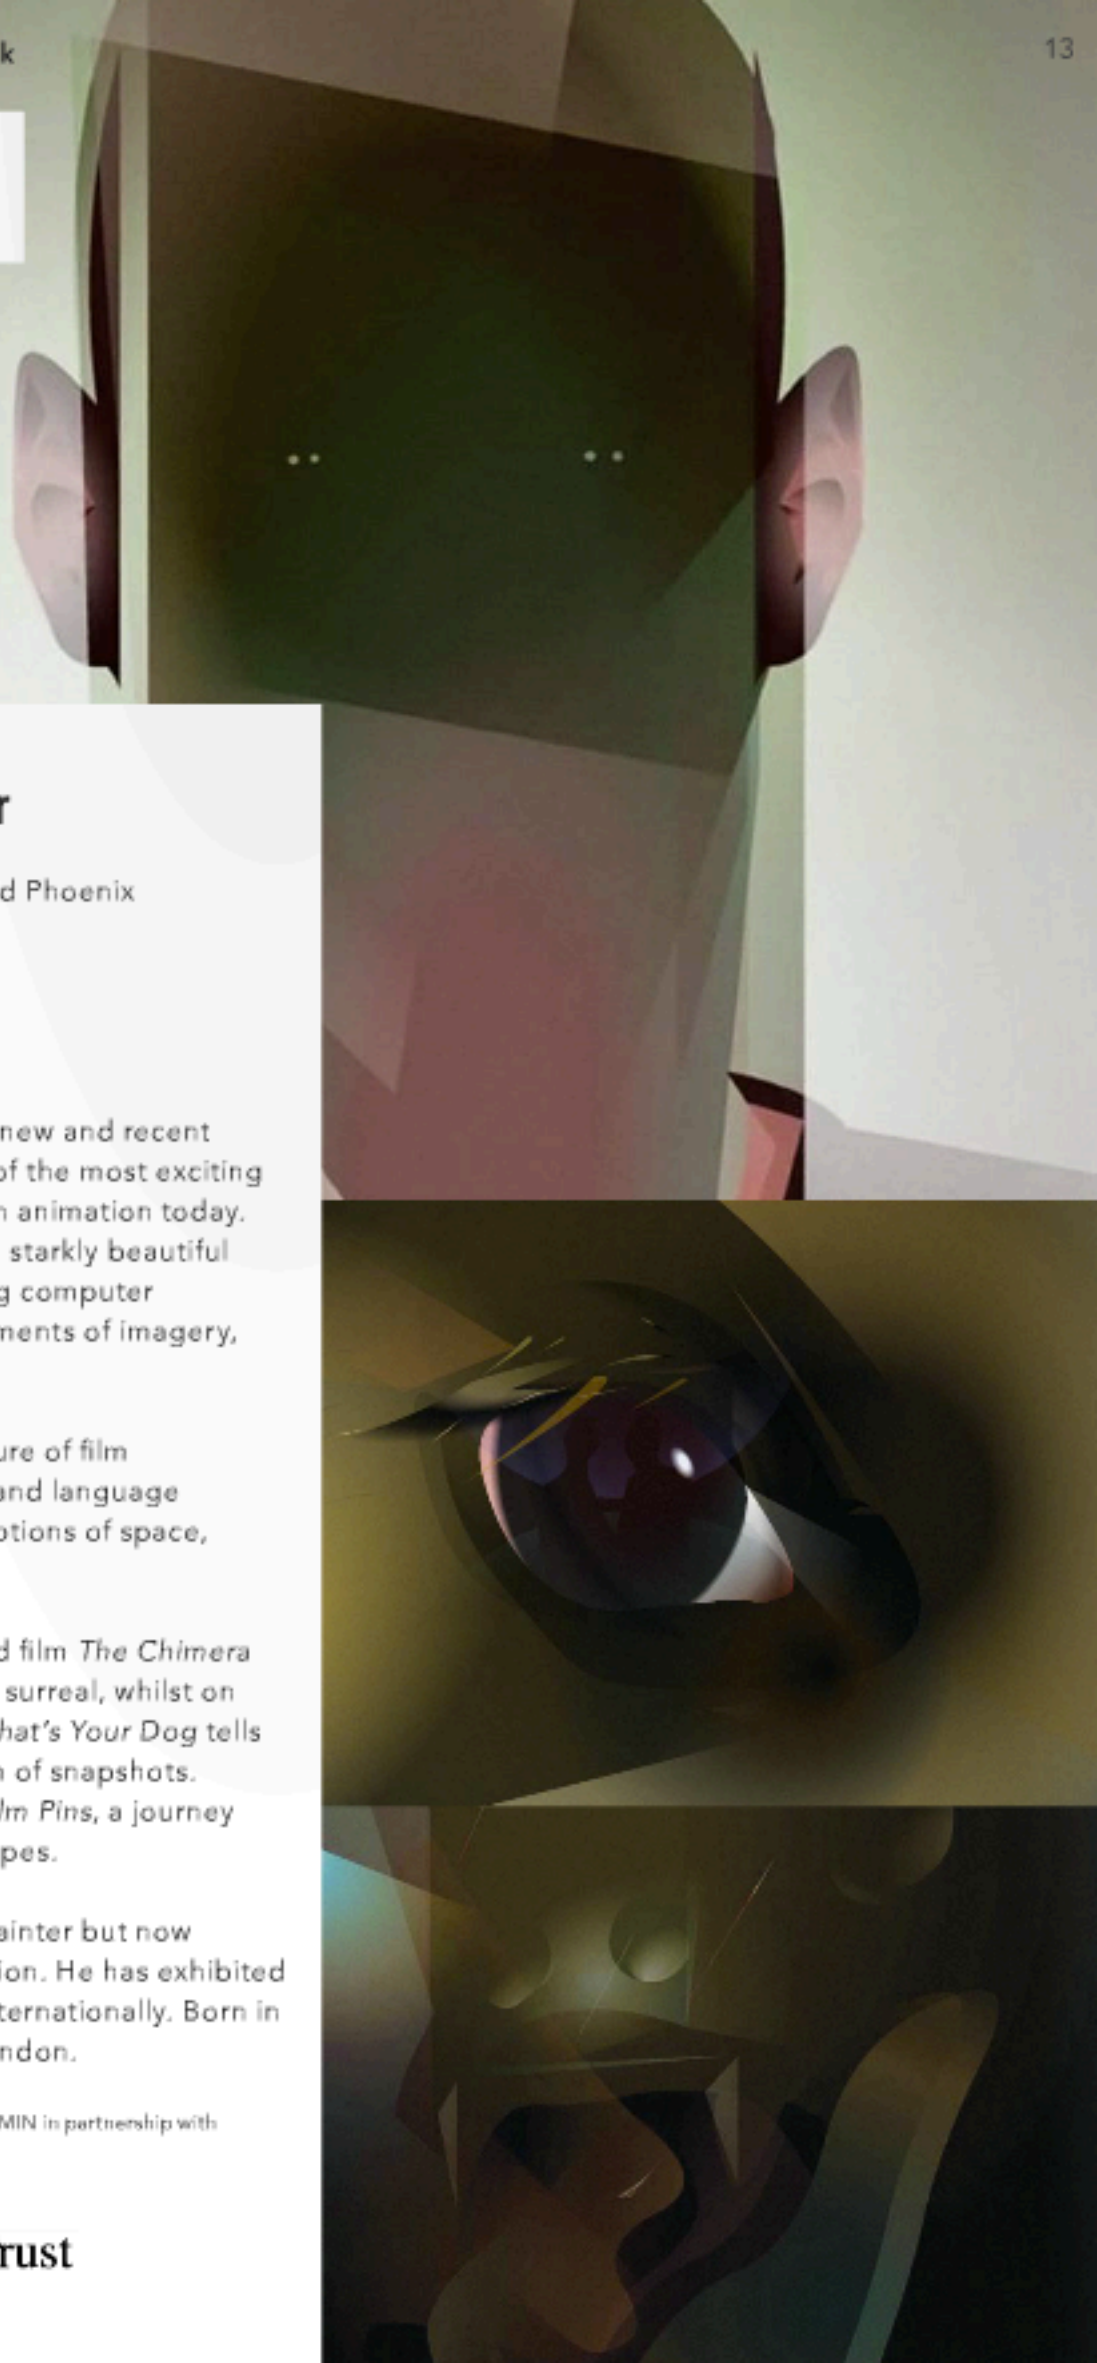 k
13
r
d Phoenix
new and recent
of the most exciting
n animation today.
starkly beautiful
g computer
ments of imagery,
ure of film
and language
otions of space,
d film The Chimera
surreal, whilst on
hat's Your Dog tells
n of snapshots.
lm Pins, a journey
pes.
ainter but now
ion. He has exhibited
ternationally. Born in
ndon.
MIN in partnership with
rust